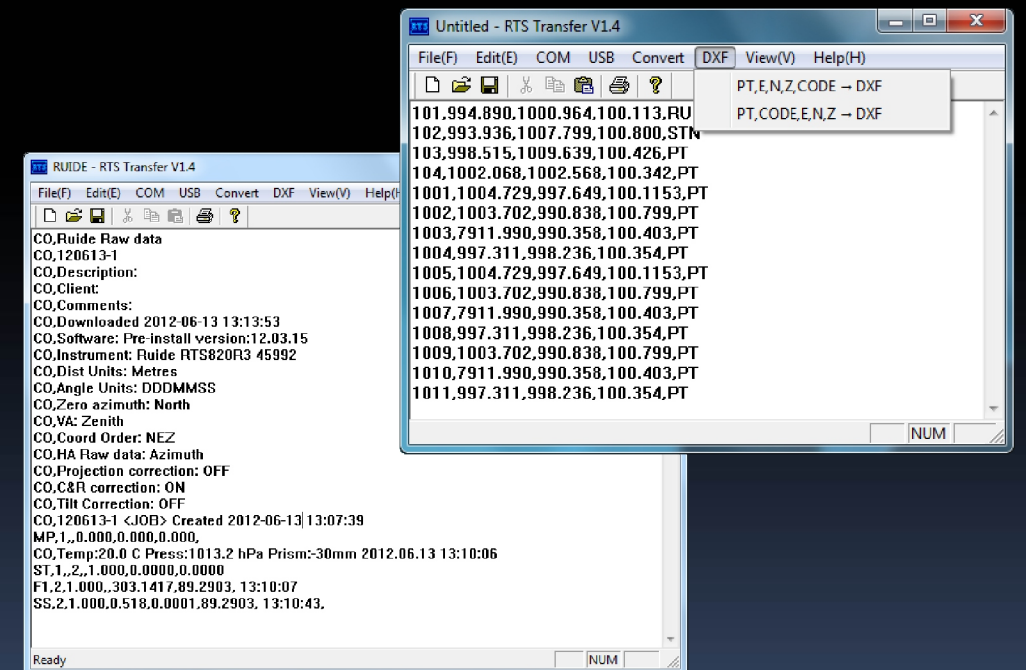 Untitled - RTS Transfer V1.4
File(F) Edit(E) COM USB Convert DXF View(V) Help(H)
PT,E,N,Z,CODE → DXF
PT,CODE,E,N,Z → DXF
101,994.890,1000.964,100.113,RU
102,993.936,1007.799,100.800,STN
103,998.515,1009.639,100.426,PT
104,1002.068,1002.568,100.342,PT
1001,1004.729,997.649,100.1153,PT
1002,1003.702,990.838,100.799,PT
1003,7911.990,990.358,100.403,PT
1004,997.311,998.236,100.354,PT
1005,1004.729,997.649,100.1153,PT
1006,1003.702,990.838,100.799,PT
1007,7911.990,990.358,100.403,PT
1008,997.311,998.236,100.354,PT
1009,1003.702,990.838,100.799,PT
1010,7911.990,990.358,100.403,PT
1011,997.311,998.236,100.354,PT
NUM
RUIDE - RTS Transfer V1.4
File(F) Edit(E) COM USB Convert DXF View(V) Help(H
CO,Ruide Raw data
CO,120613-1
CO,Description:
CO,Client:
CO,Comments:
CO,Downloaded 2012-06-13 13:13:53
CO,Software: Pre-install version:12.03.15
CO,Instrument: Ruide RTS820R3 45992
CO,Dist Units: Metres
CO,Angle Units: DDDMMSS
CO,Zero azimuth: North
CO,VA: Zenith
CO,Coord Order: NEZ
CO,HA Raw data: Azimuth
CO,Projection correction: OFF
CO,C&R correction: ON
CO,Tilt Correction: OFF
CO,120613-1 <JOB> Created 2012-06-13 13:07:39
MP,1,,0.000,0.000,0.000,
CO,Temp:20.0 C Press:1013.2 hPa Prism:-30mm 2012.06.13 13:10:06
ST,1,,2,,1.000,0.0000,0.0000
F1,2,1.000,,303.1417,89.2903, 13:10:07
SS,2,1.000,0.518,0.0001,89.2903, 13:10:43,
Ready
NUM